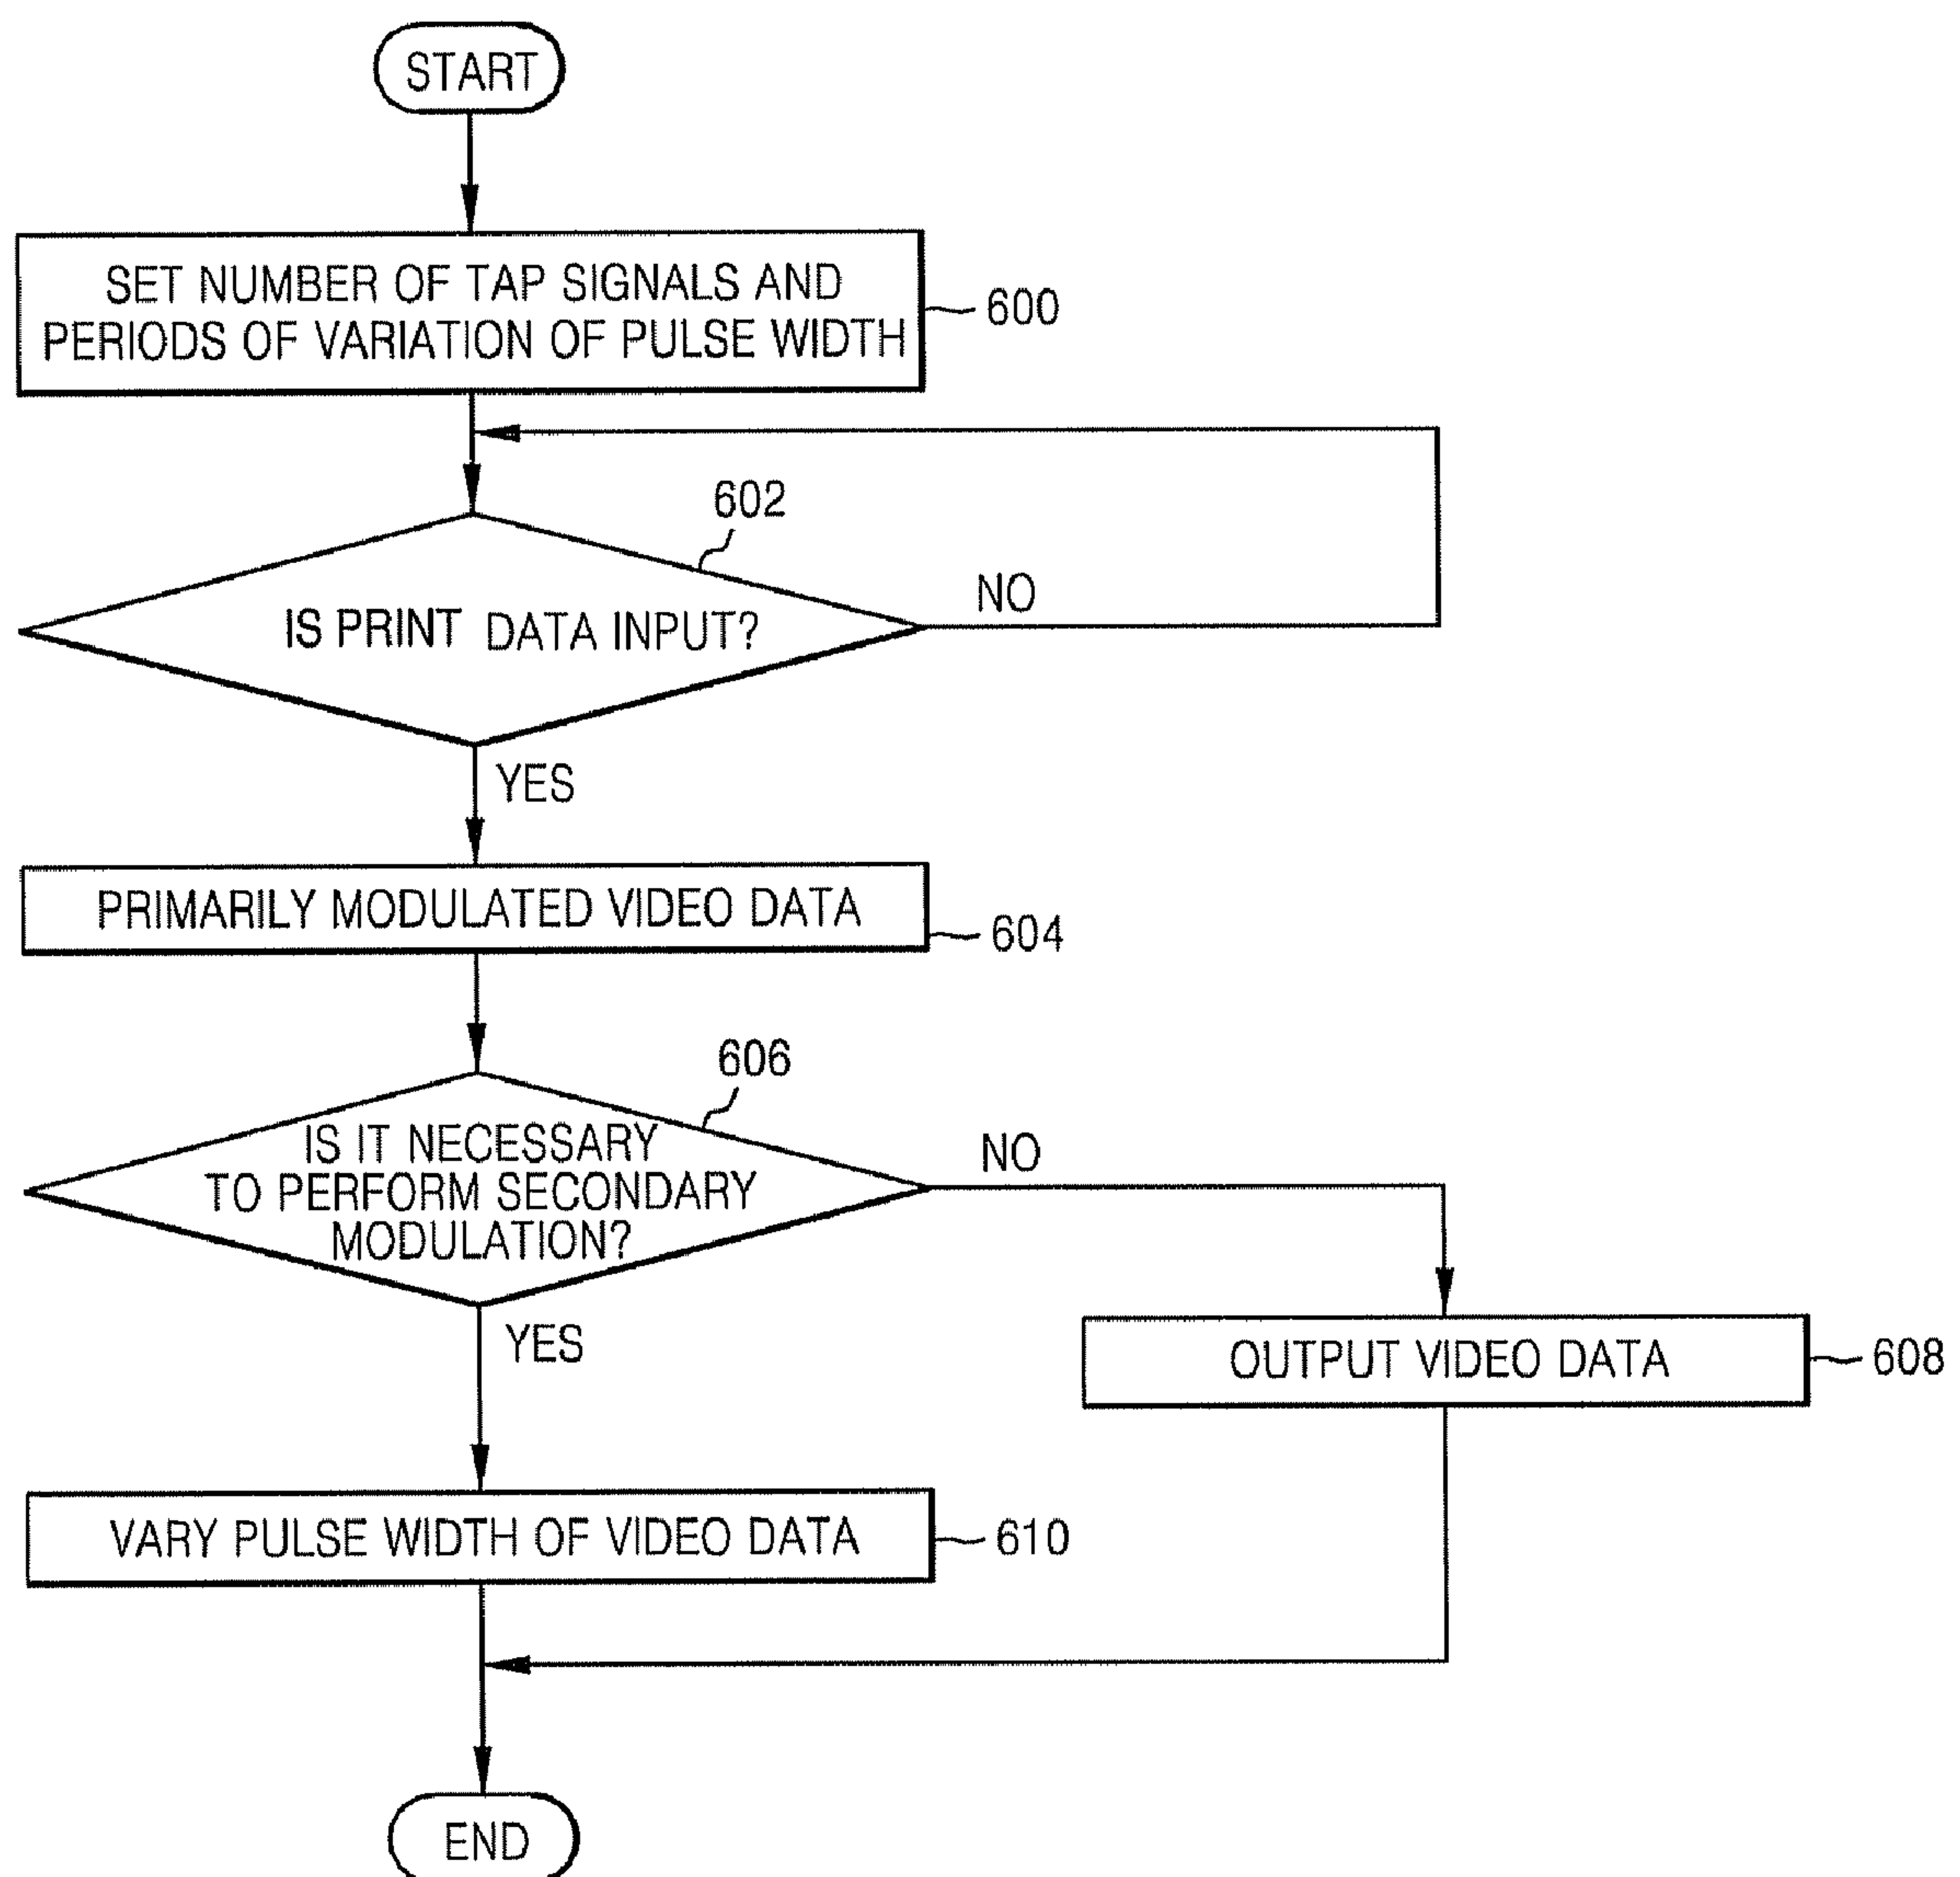 START
SET NUMBER OF TAP SIGNALS AND
PERIODS OF VARIATION OF PULSE WIDTH
600
602
IS PRINT DATA INPUT?
NO
YES
PRIMARILY MODULATED VIDEO DATA
604
606
IS IT NECESSARY
TO PERFORM SECONDARY
MODULATION?
NO
YES
OUTPUT VIDEO DATA
608
VARY PULSE WIDTH OF VIDEO DATA
610
END